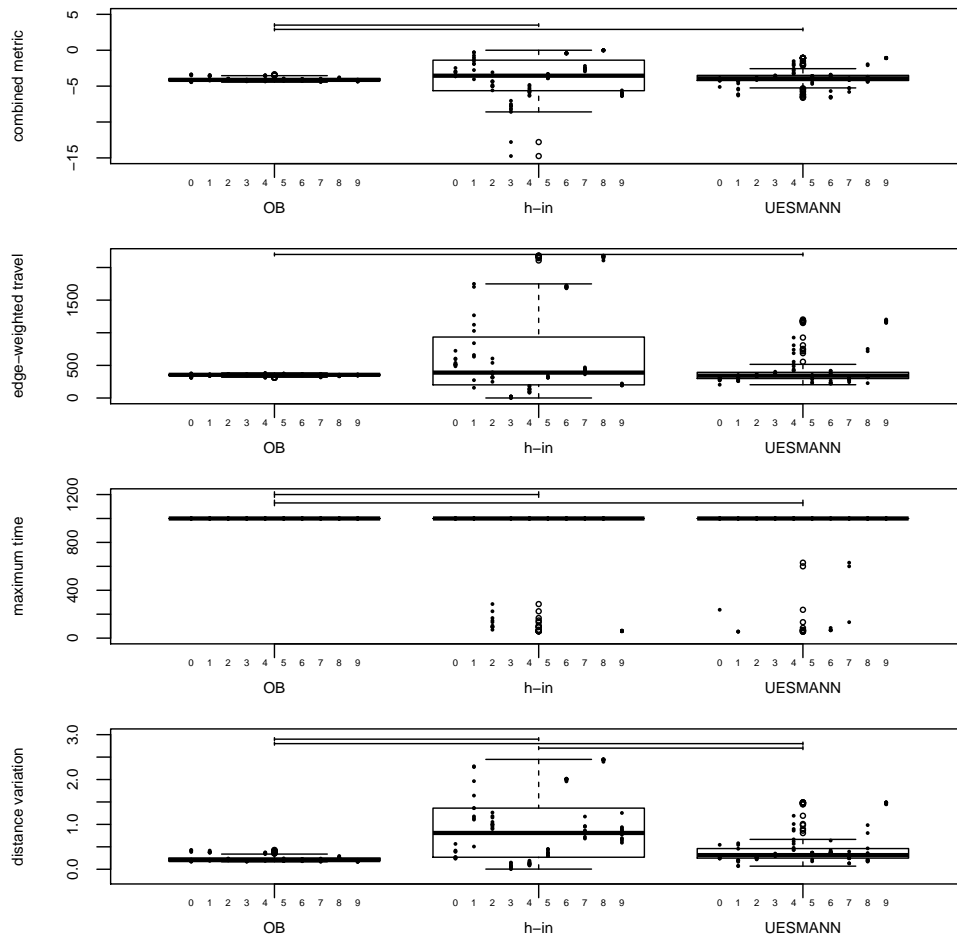 combined metric
0
−5
−15
0 1 2 3 4 5 6 7 8 9 0 1 2 3 4 5 6 7 8 9 0 1 2 3 4 5 6 7 8 9
OB h−in UESMANN
edge−weighted travel
1500
500
0
0 1 2 3 4 5 6 7 8 9 0 1 2 3 4 5 6 7 8 9 0 1 2 3 4 5 6 7 8 9
OB h−in UESMANN
maximum time
1200
800
400
0
0 1 2 3 4 5 6 7 8 9 0 1 2 3 4 5 6 7 8 9 0 1 2 3 4 5 6 7 8 9
OB h−in UESMANN
distance variation
3.0
2.0
1.0
0.0
0 1 2 3 4 5 6 7 8 9 0 1 2 3 4 5 6 7 8 9 0 1 2 3 4 5 6 7 8 9
OB h−in UESMANN